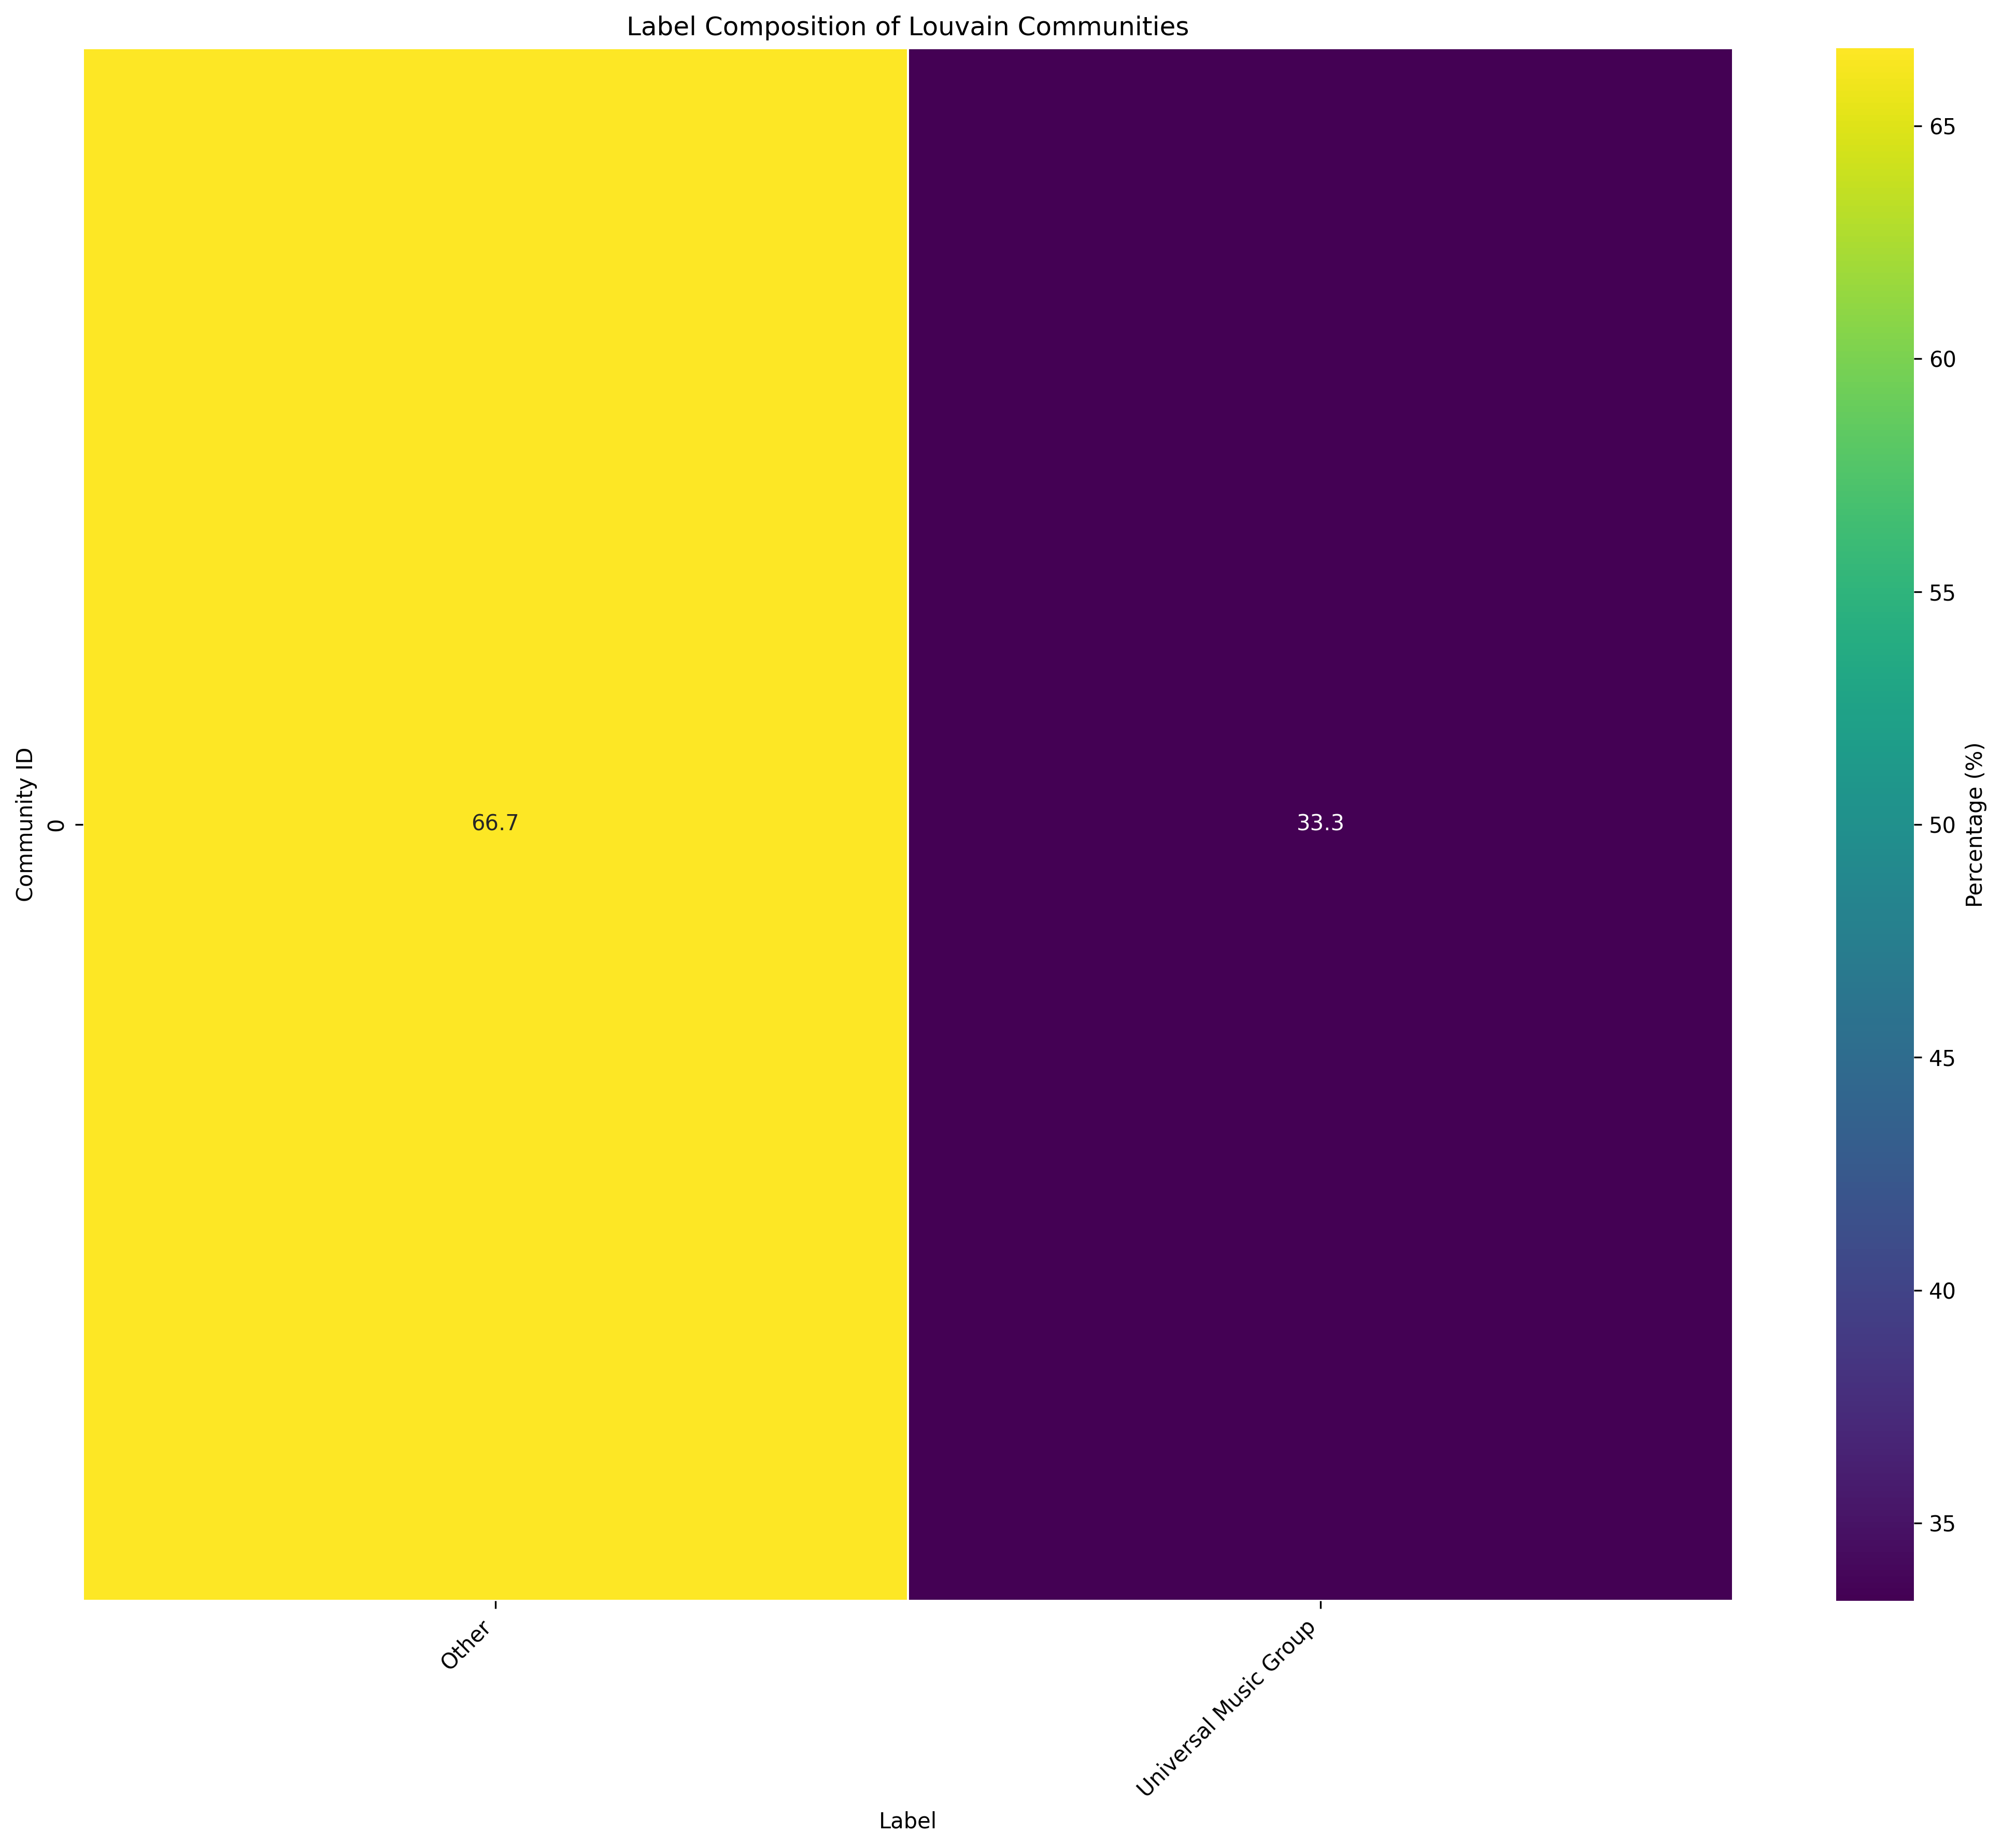 Label Composition of Louvain Communities
Community ID
0
66.7
33.3
Other
Universal Music Group
Label
65
60
55
50
45
40
35
Percentage (%)